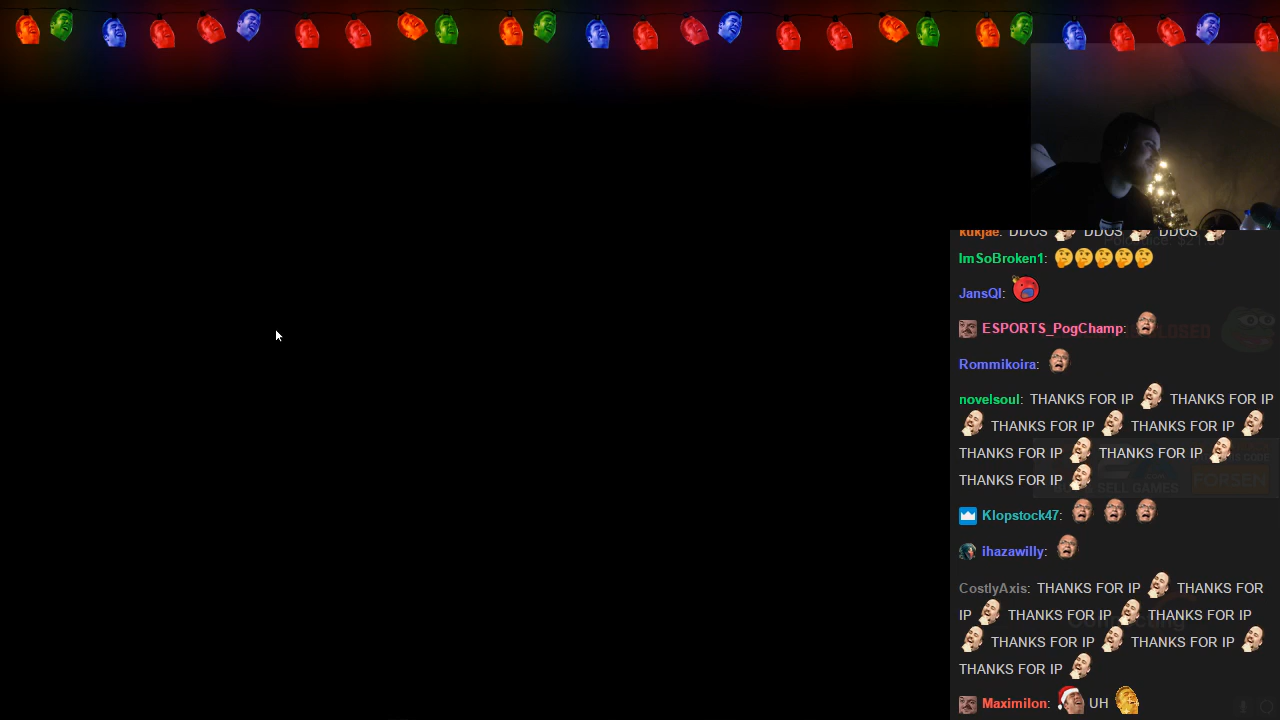 kukjae: DDOS DDOS DDOS
ImSoBroken1:
JansQl:
ESPORTS_PogChamp:
Rommikoira:
novelsoul: THANKS FOR IP THANKS FOR IP
THANKS FOR IP THANKS FOR IP
THANKS FOR IP THANKS FOR IP
THANKS FOR IP
Klopstock47:
ihazawilly:
CostlyAxis: THANKS FOR IP THANKS FOR
IP THANKS FOR IP THANKS FOR IP
THANKS FOR IP THANKS FOR IP
THANKS FOR IP
Maximilon: UH